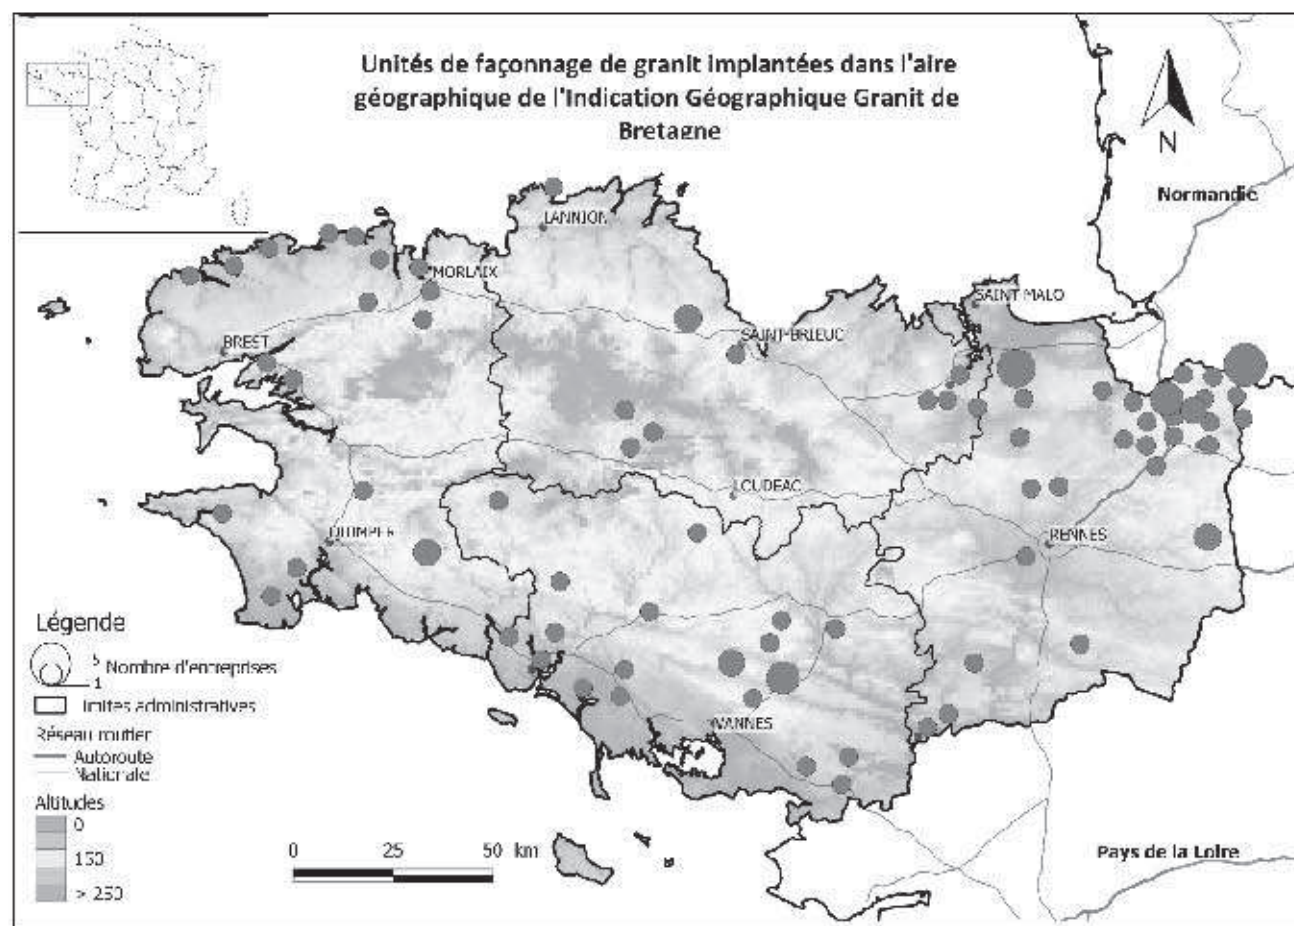 Unités de façonnage de granit implantées dans l'aire
géographique de l'Indication Géographique Granit de
Bretagne
N
Normandie
LANNION
MORLAIX
SAINT MALO
BREST
SAINT-BRIEUC
LOUDEAC
QUIMPER
RENNES
VANNES
Légende
5
Nombre d'entreprises
1
Limites administratives
Réseau routier
Autoroute
Nationale
Altitudes
0
150
> 250
0 25 50 km
Pays de la Loire